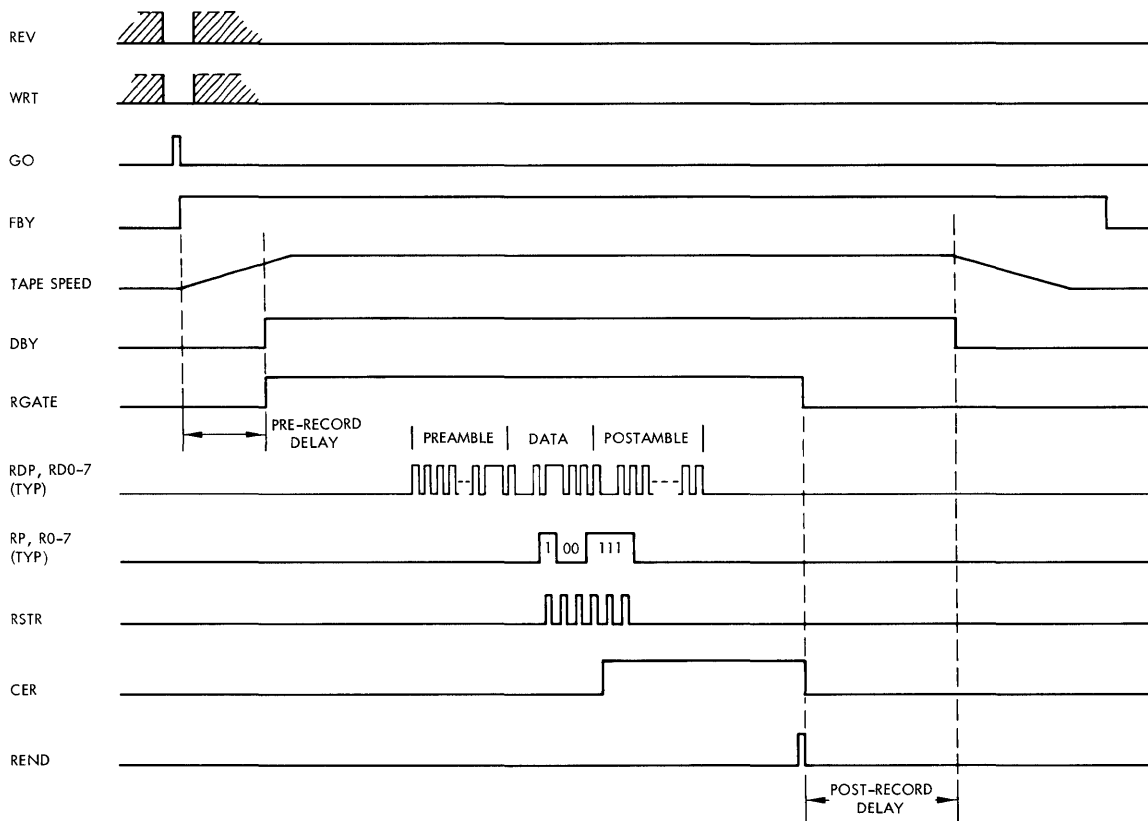 REV
WRT
GO
FBY
TAPE SPEED
DBY
RGATE
PRE-RECORD
DELAY
PREAMBLE
DATA
POSTAMBLE
RDP, RD0-7
(TYP)
RP, R0-7
(TYP)
1
00
111
RSTR
CER
REND
POST-RECORD
DELAY